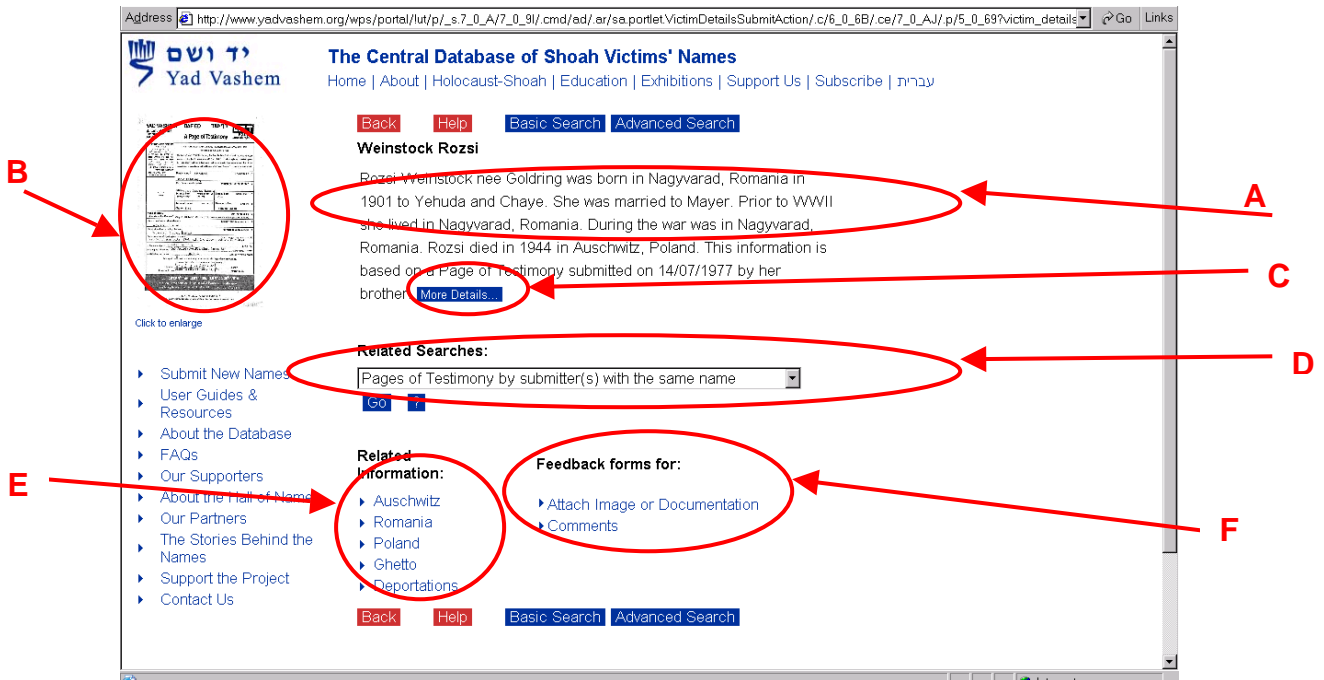 Address http://www.yadvashem.org/wps/portal/!ut/p/_s.7_0_A/7_0_9I/.cmd/ad/.ar/sa.portlet.VictimDetailsSubmitAction/.c/6_0_6B/.ce/7_0_AJ/.p/5_0_69?victim_details Go Links
יד ושם
Yad Vashem
The Central Database of Shoah Victims' Names
Home | About | Holocaust-Shoah | Education | Exhibitions | Support Us | Subscribe | עברית
Back Help Basic Search Advanced Search
A Page of Testimony
Weinstock Rozsi
B
Rozsi Weinstock nee Goldring was born in Nagyvarad, Romania in
1901 to Yehuda and Chaye. She was married to Mayer. Prior to WWII
A
she lived in Nagyvarad, Romania. During the war was in Nagyvarad,
Romania. Rozsi died in 1944 in Auschwitz, Poland. This information is
based on a Page of Testimony submitted on 14/07/1977 by her
C
brother More Details...
Click to enlarge
Related Searches:
D
Pages of Testimony by submitter(s) with the same name
Go ?
Submit New Names
User Guides &
Resources
About the Database
FAQs
Our Supporters
About the Hall of Name
Our Partners
The Stories Behind the
Names
Support the Project
Contact Us
E
Related
Information:
Auschwitz
Romania
Poland
Ghetto
Deportations
Feedback forms for:
Attach Image or Documentation
Comments
F
Back Help Basic Search Advanced Search